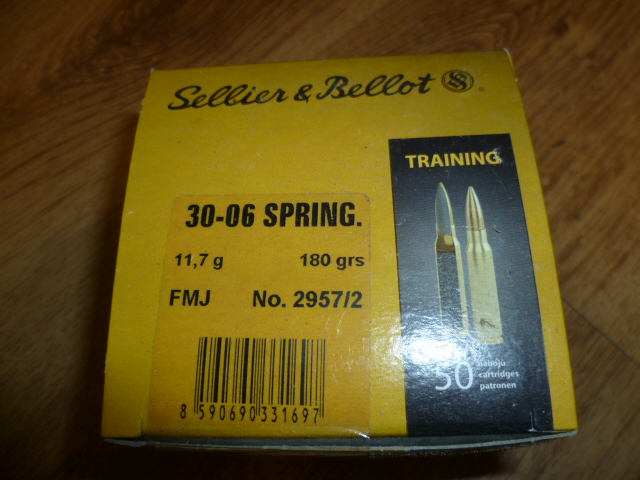 Sellier & Bellot
TRAINING
30-06 SPRING.
11,7 g 180 grs
FMJ No. 2957/2
8 590690 331697
50
naboju
cartridges
patronen